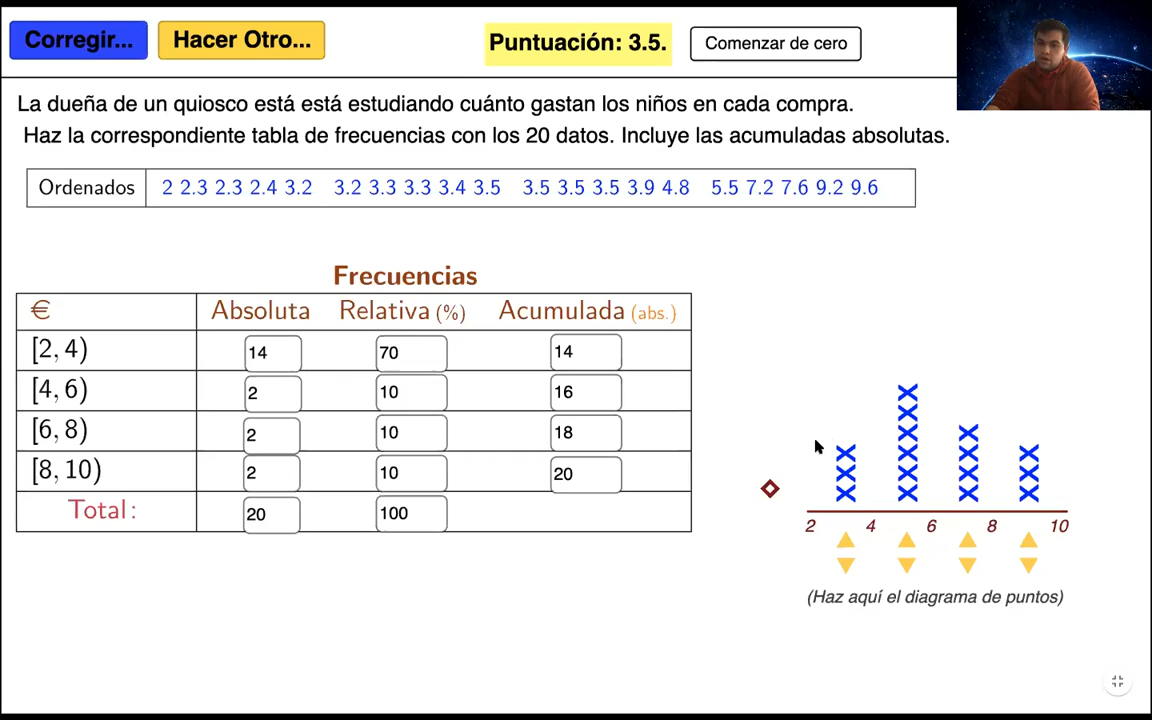 Corregir... Hacer Otro... Puntuación: 3.5. Comenzar de cero
La dueña de un quiosco está está estudiando cuánto gastan los niños en cada compra.
Haz la correspondiente tabla de frecuencias con los 20 datos. Incluye las acumuladas absolutas.
Ordenados 2 2.3 2.3 2.4 3.2 3.2 3.3 3.3 3.4 3.5 3.5 3.5 3.5 3.9 4.8 5.5 7.2 7.6 9.2 9.6
Frecuencias
€ Absoluta Relativa (%) Acumulada (abs.)
[2, 4) 14 70 14
[4, 6) 2 10 16
[6, 8) 2 10 18
[8, 10) 2 10 20
Total: 20 100
2 4 6 8 10
(Haz aquí el diagrama de puntos)